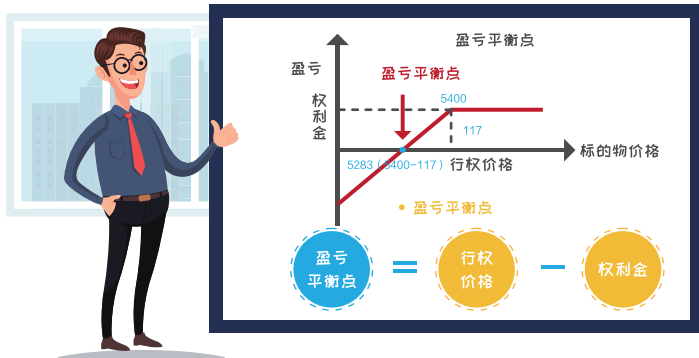 盈亏平衡点
盈亏
盈亏平衡点
权利金
5400
117
标的物价格
5283（5400-117）
行权价格
盈亏平衡点
盈亏
平衡点
行权
价格
权利金